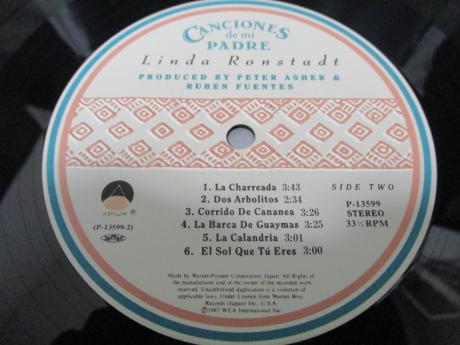 CANCIONES
de mi
PADRE
Linda Ronstadt
PRODUCED BY PETER ASHER &
RUBEN FUENTES
1. La Charreada 3:43
2. Dos Arbolitos 2:34
3. Corrido De Cananea 3:26
4. La Barca De Guaymas 3:25
5. La Calandria 3:01
6. El Sol Que Tú Eres 3:00
SIDE TWO
P-13599
STEREO
33⅓ RPM
ASYLUM ®
(P-13599-2)
Made by Warner-Pioneer Corporation, Japan. All Rights of
the manufacturer and of the owner of the recorded work
reserved. Unauthorized duplication is a violation of
applicable laws. Under Licence from Warner Bros.
Records (Japan) Inc. U.S.A.
℗1987 WEA International Inc.